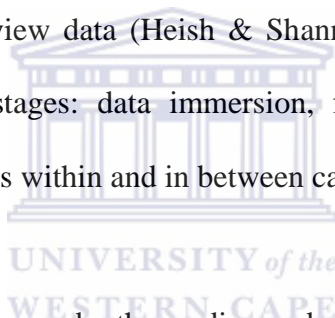 view data (Heish & Shann
stages: data immersion,
s within and in between ca
UNIVERSITY of the
WESTERN CAPE